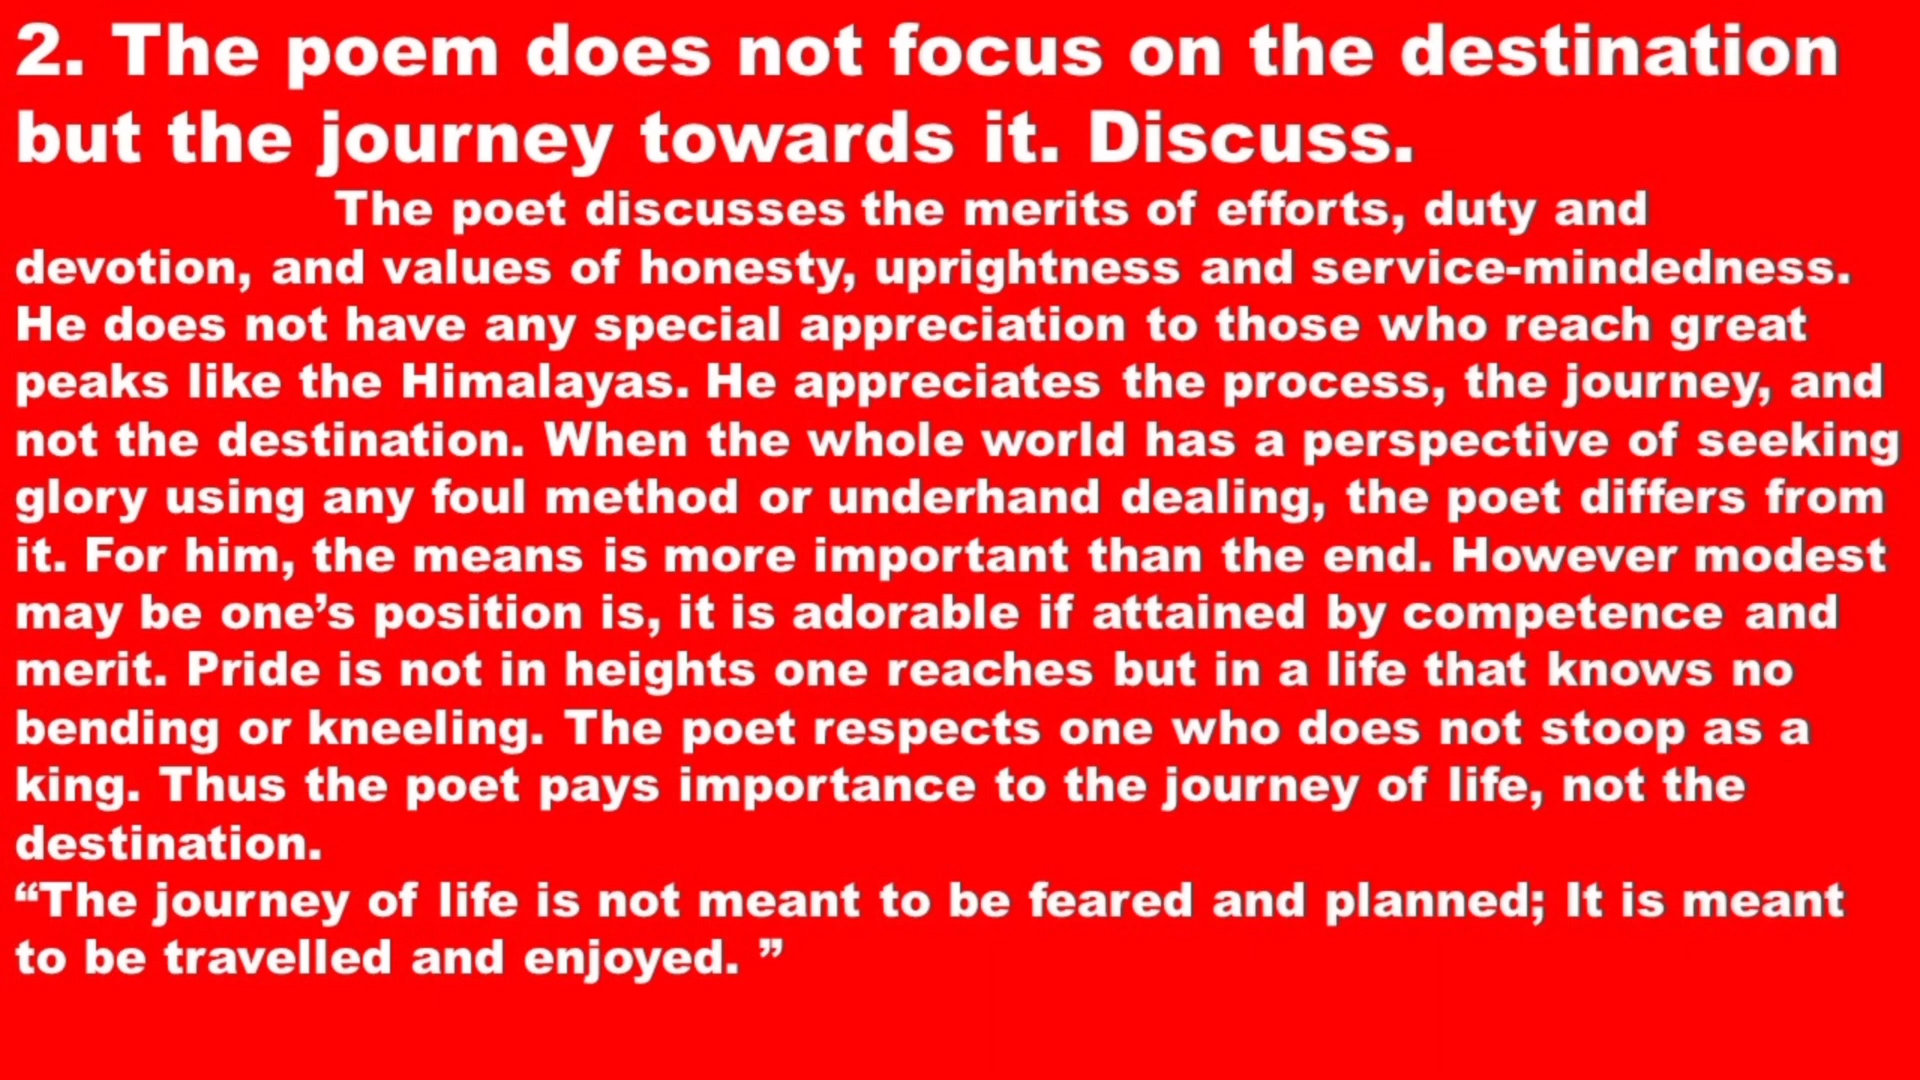 2. The poem does not focus on the destination
but the journey towards it. Discuss.
The poet discusses the merits of efforts, duty and
devotion, and values of honesty, uprightness and service-mindedness.
He does not have any special appreciation to those who reach great
peaks like the Himalayas. He appreciates the process, the journey, and
not the destination. When the whole world has a perspective of seeking
glory using any foul method or underhand dealing, the poet differs from
it. For him, the means is more important than the end. However modest
may be one’s position is, it is adorable if attained by competence and
merit. Pride is not in heights one reaches but in a life that knows no
bending or kneeling. The poet respects one who does not stoop as a
king. Thus the poet pays importance to the journey of life, not the
destination.
“The journey of life is not meant to be feared and planned; It is meant
to be travelled and enjoyed. ”